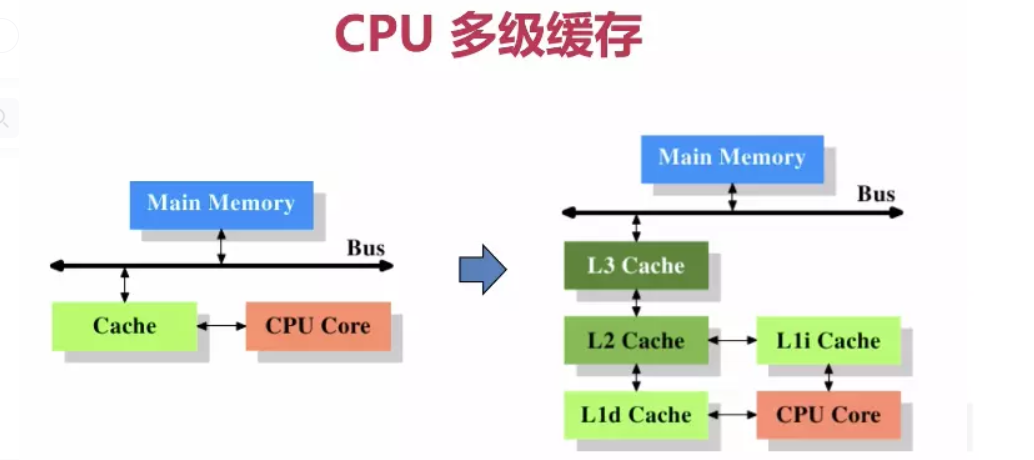 CPU 多级缓存
Main Memory
Bus
Cache
CPU Core
Main Memory
Bus
L3 Cache
L2 Cache
L1i Cache
L1d Cache
CPU Core